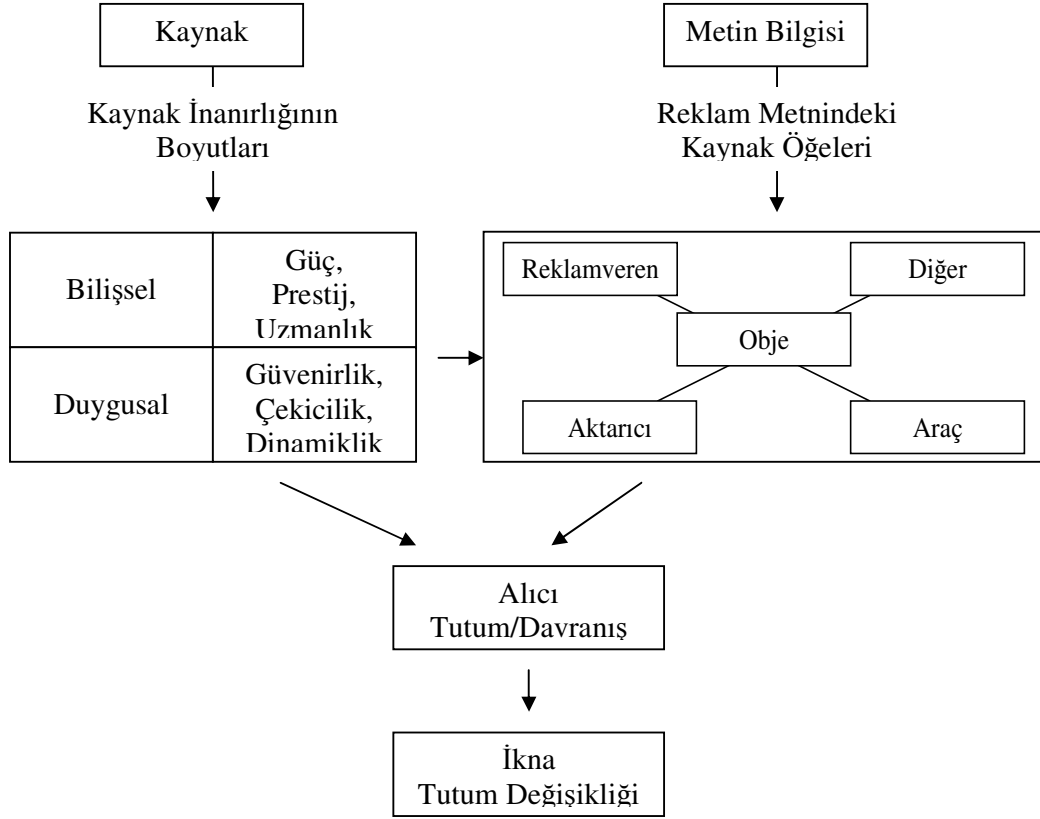 Kaynak
Metin Bilgisi
Kaynak İnanırlığının
Boyutları
Reklam Metnindeki
Kaynak Öğeleri
Bilişsel
Güç,
Prestij,
Uzmanlık
Duygusal
Güvenirlik,
Çekicilik,
Dinamiklik
Reklamveren
Diğer
Obje
Aktarıcı
Araç
Alıcı
Tutum/Davranış
İkna
Tutum Değişikliği